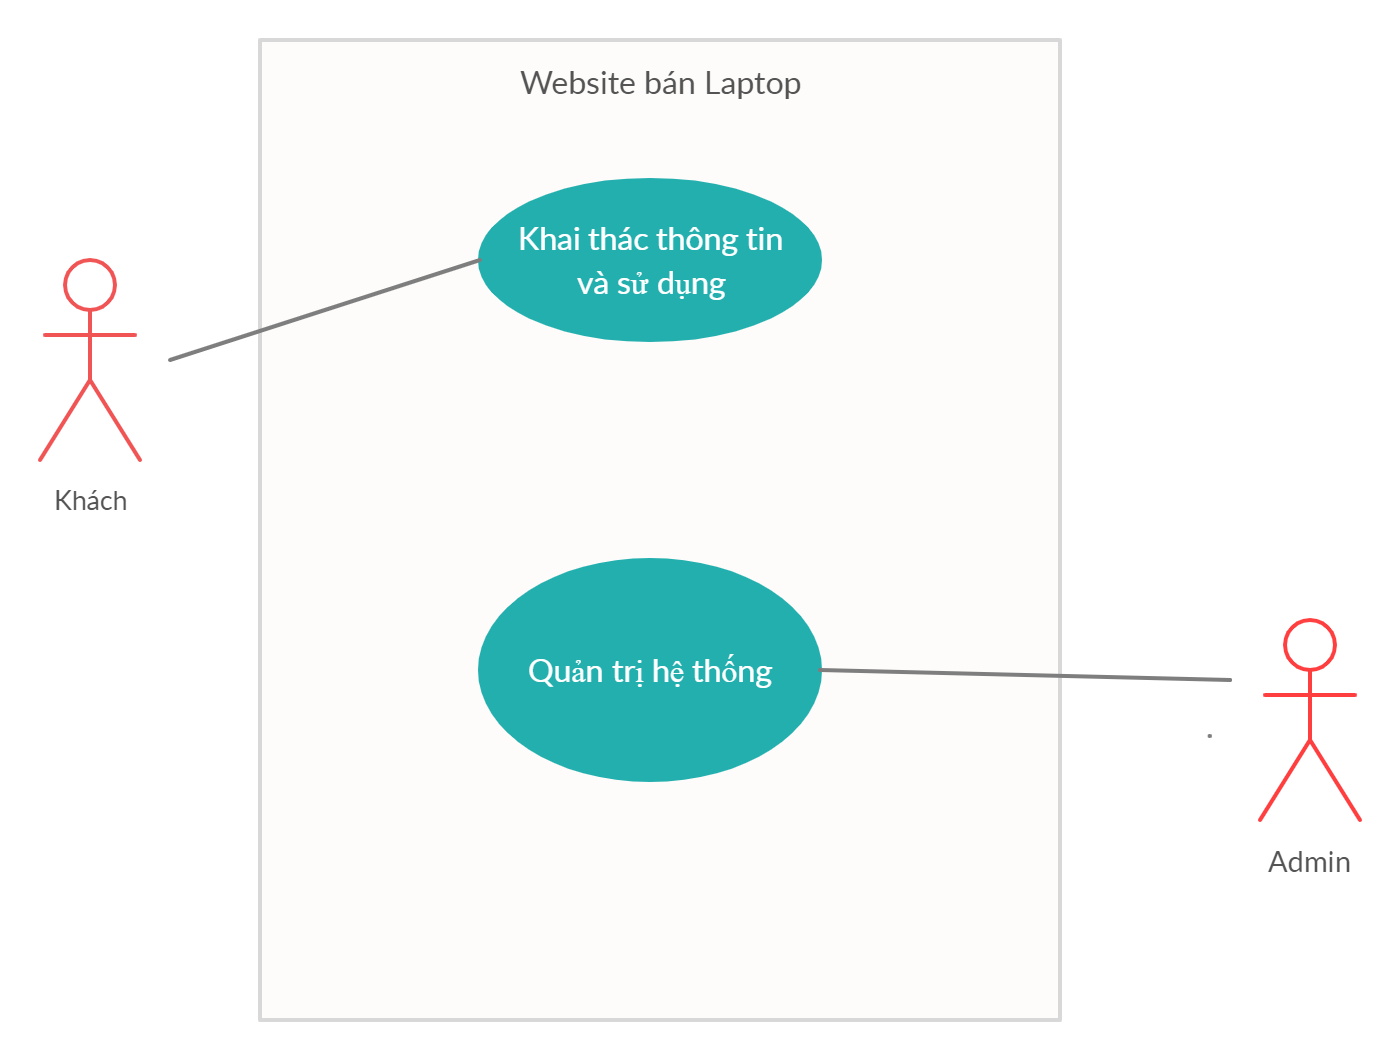 Website bán Laptop
Khai thác thông tin
và sử dụng
Khách
Quản trị hệ thống
Admin